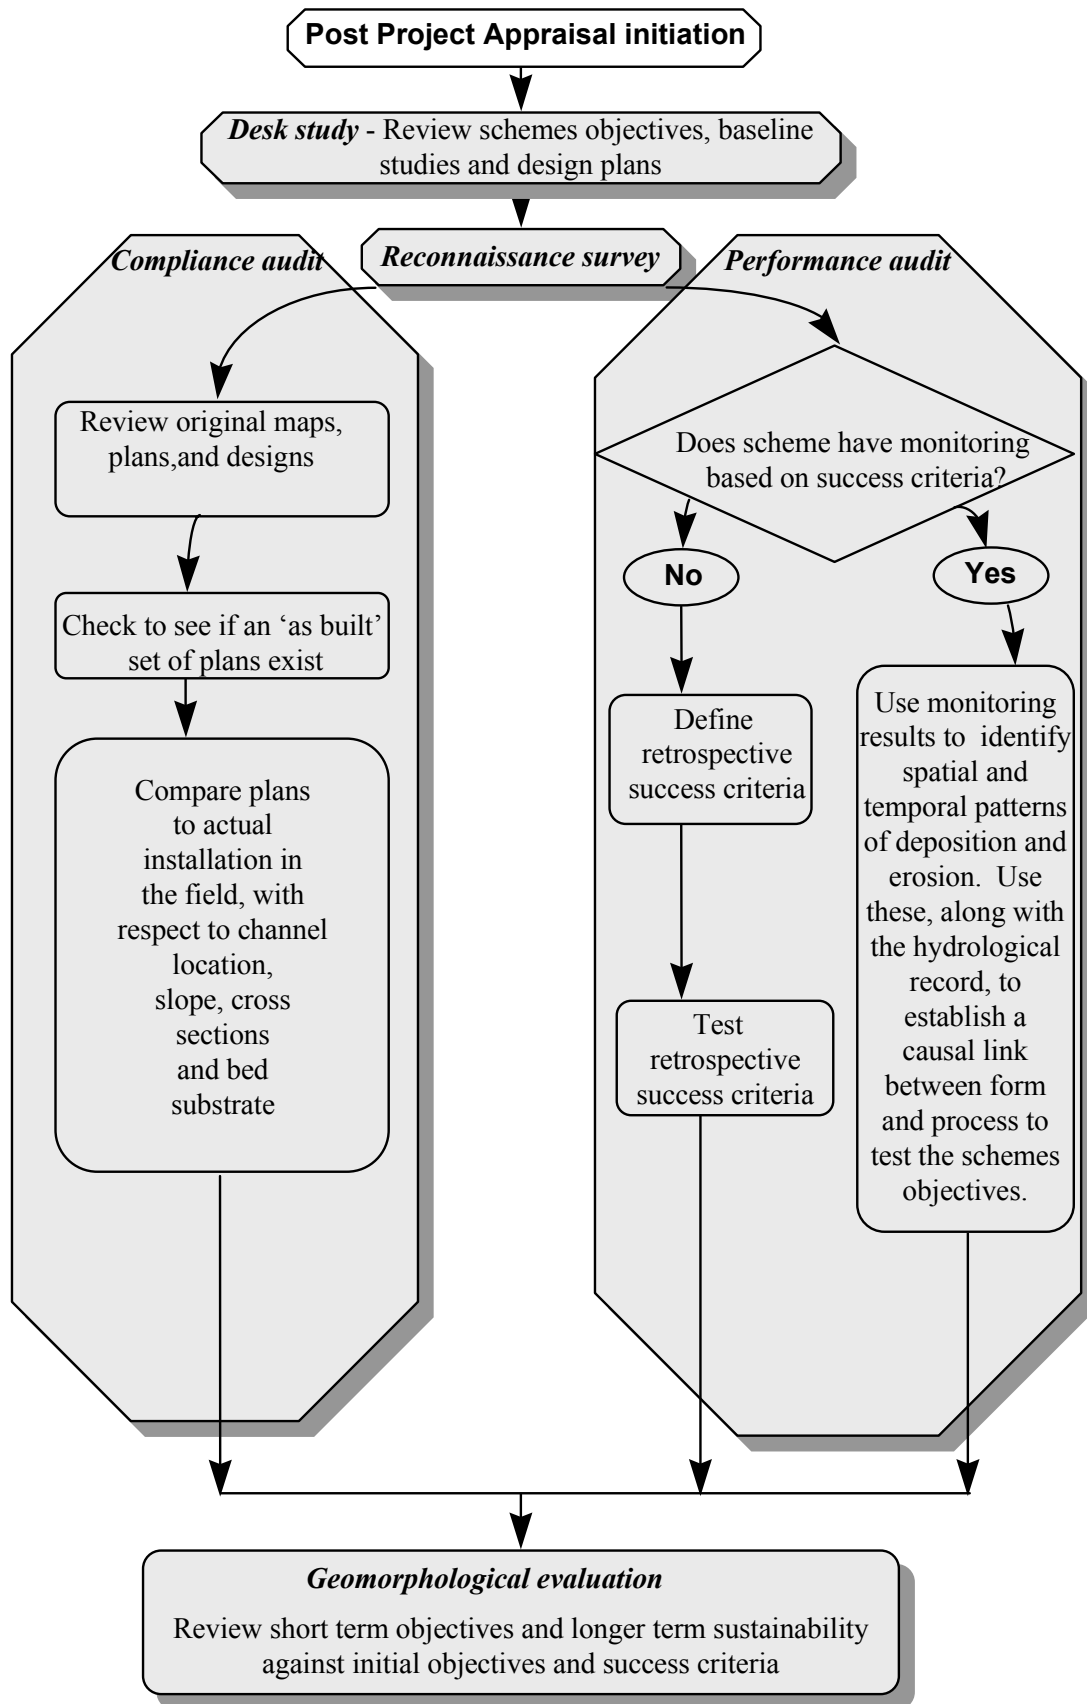 Post Project Appraisal initiation
Desk study - Review schemes objectives, baseline
studies and design plans
Reconnaissance survey
Compliance audit
Review original maps,
plans,and designs
Check to see if an ‘as built’
set of plans exist
Compare plans
to actual
installation in
the field, with
respect to channel
location,
slope, cross
sections
and bed
substrate
Performance audit
Does scheme have monitoring
based on success criteria?
No
Define
retrospective
success criteria
Test
retrospective
success criteria
Yes
Use monitoring
results to identify
spatial and
temporal patterns
of deposition and
erosion. Use
these, along with
the hydrological
record, to
establish a
causal link
between form
and process to
test the schemes
objectives.
Geomorphological evaluation
Review short term objectives and longer term sustainability
against initial objectives and success criteria